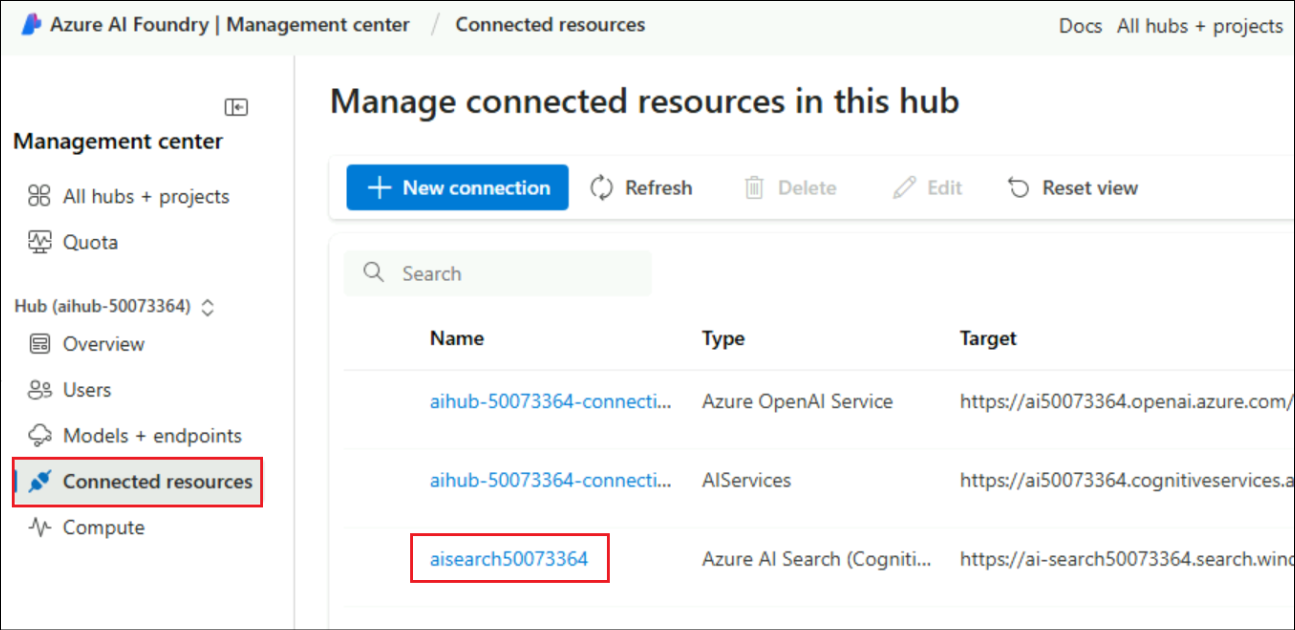 Azure AI Foundry | Management center / Connected resources Docs All hubs + projects
Manage connected resources in this hub
Management center
New connection Refresh Delete Edit Reset view
All hubs + projects
Quota
Search
Hub (aihub-50073364)
Overview
Name Type Target
Users
aihub-50073364-connecti... Azure OpenAI Service https://ai50073364.openai.azure.com/
Models + endpoints
Connected resources
aihub-50073364-connecti... AIServices https://ai50073364.cognitiveservices.a
Compute
aisearch50073364 Azure AI Search (Cogniti... https://ai-search50073364.search.wind